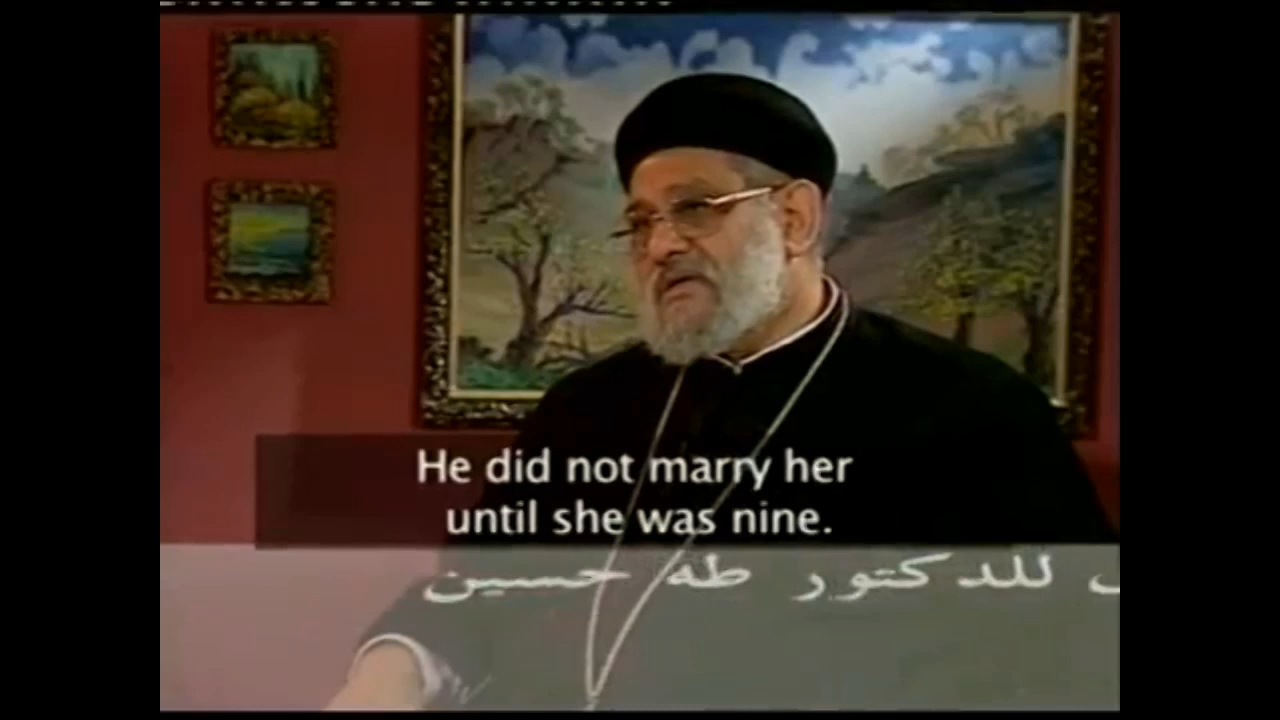 He did not marry her
until she was nine.
للدكتور طه حسين